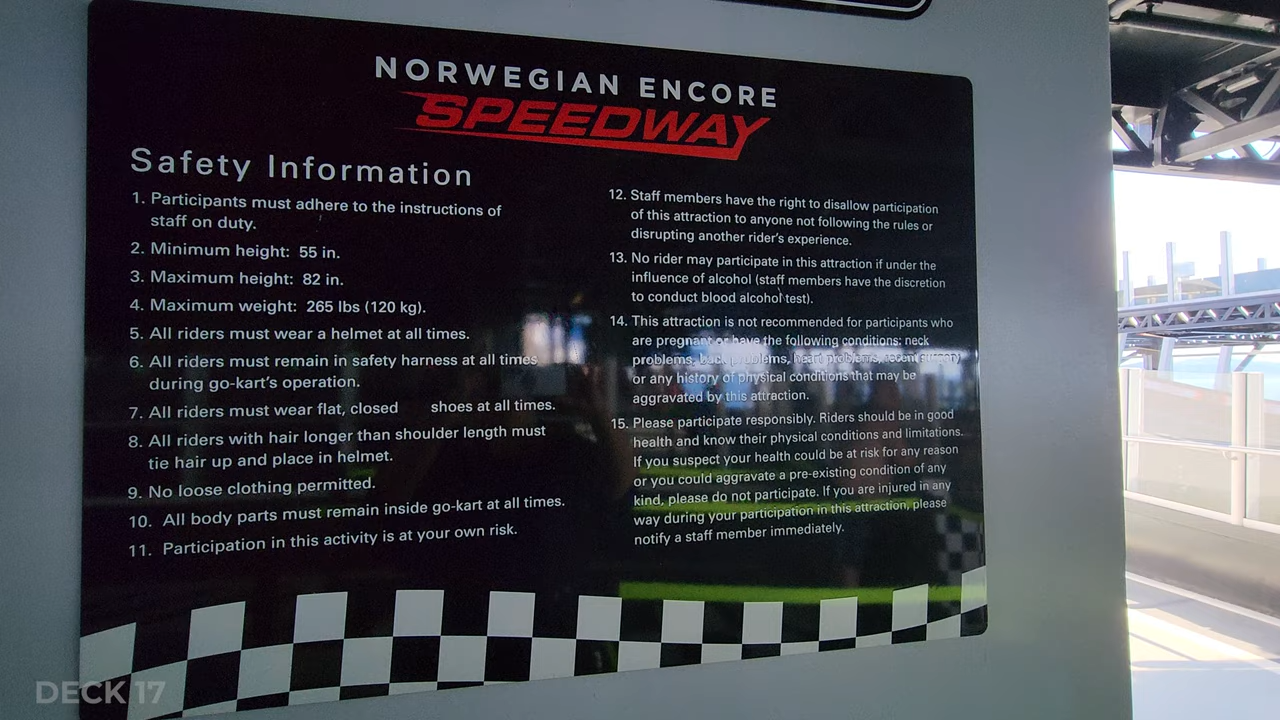 NORWEGIAN ENCORE
SPEEDWAY
Safety Information
1. Participants must adhere to the instructions of
staff on duty.
2. Minimum height: 55 in.
3. Maximum height: 82 in.
4. Maximum weight: 265 lbs (120 kg).
5. All riders must wear a helmet at all times.
6. All riders must remain in safety harness at all times
during go-kart's operation.
7. All riders must wear flat, closed shoes at all times.
8. All riders with hair longer than shoulder length must
tie hair up and place in helmet.
9. No loose clothing permitted.
10. All body parts must remain inside go-kart at all times.
11. Participation in this activity is at your own risk.
12. Staff members have the right to disallow participation
of this attraction to anyone not following the rules or
disrupting another rider's experience.
13. No rider may participate in this attraction if under the
influence of alcohol (staff members have the discretion
to conduct blood alcohol test).
14. This attraction is not recommended for participants who
are pregnant or have the following conditions: neck
problems, back problems, heart problems, recent surgery
or any history of physical conditions that may be
aggravated by this attraction.
15. Please participate responsibly. Riders should be in good
health and know their physical conditions and limitations.
If you suspect your health could be at risk for any reason
or you could aggravate a pre-existing condition of any
kind, please do not participate. If you are injured in any
way during your participation in this attraction, please
notify a staff member immediately.
DECK 17